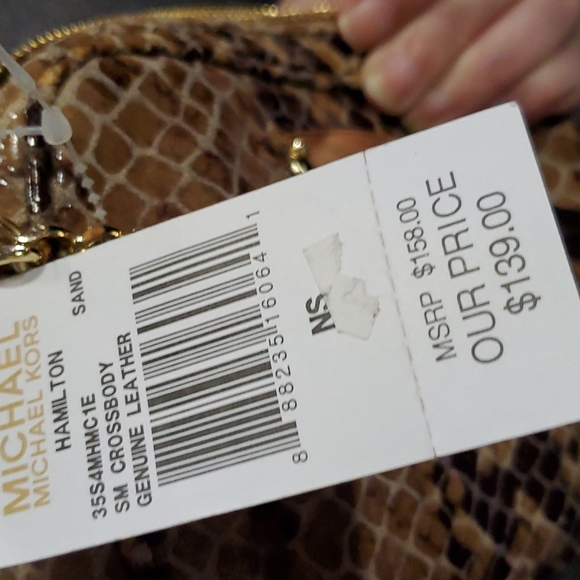 MICHAEL
MICHAEL KORS
HAMILTON SAND
35S4MHMC1E
SM CROSSBODY
GENUINE LEATHER
8 88235 16064 1
NS
MSRP $158.00
OUR PRICE
$139.00